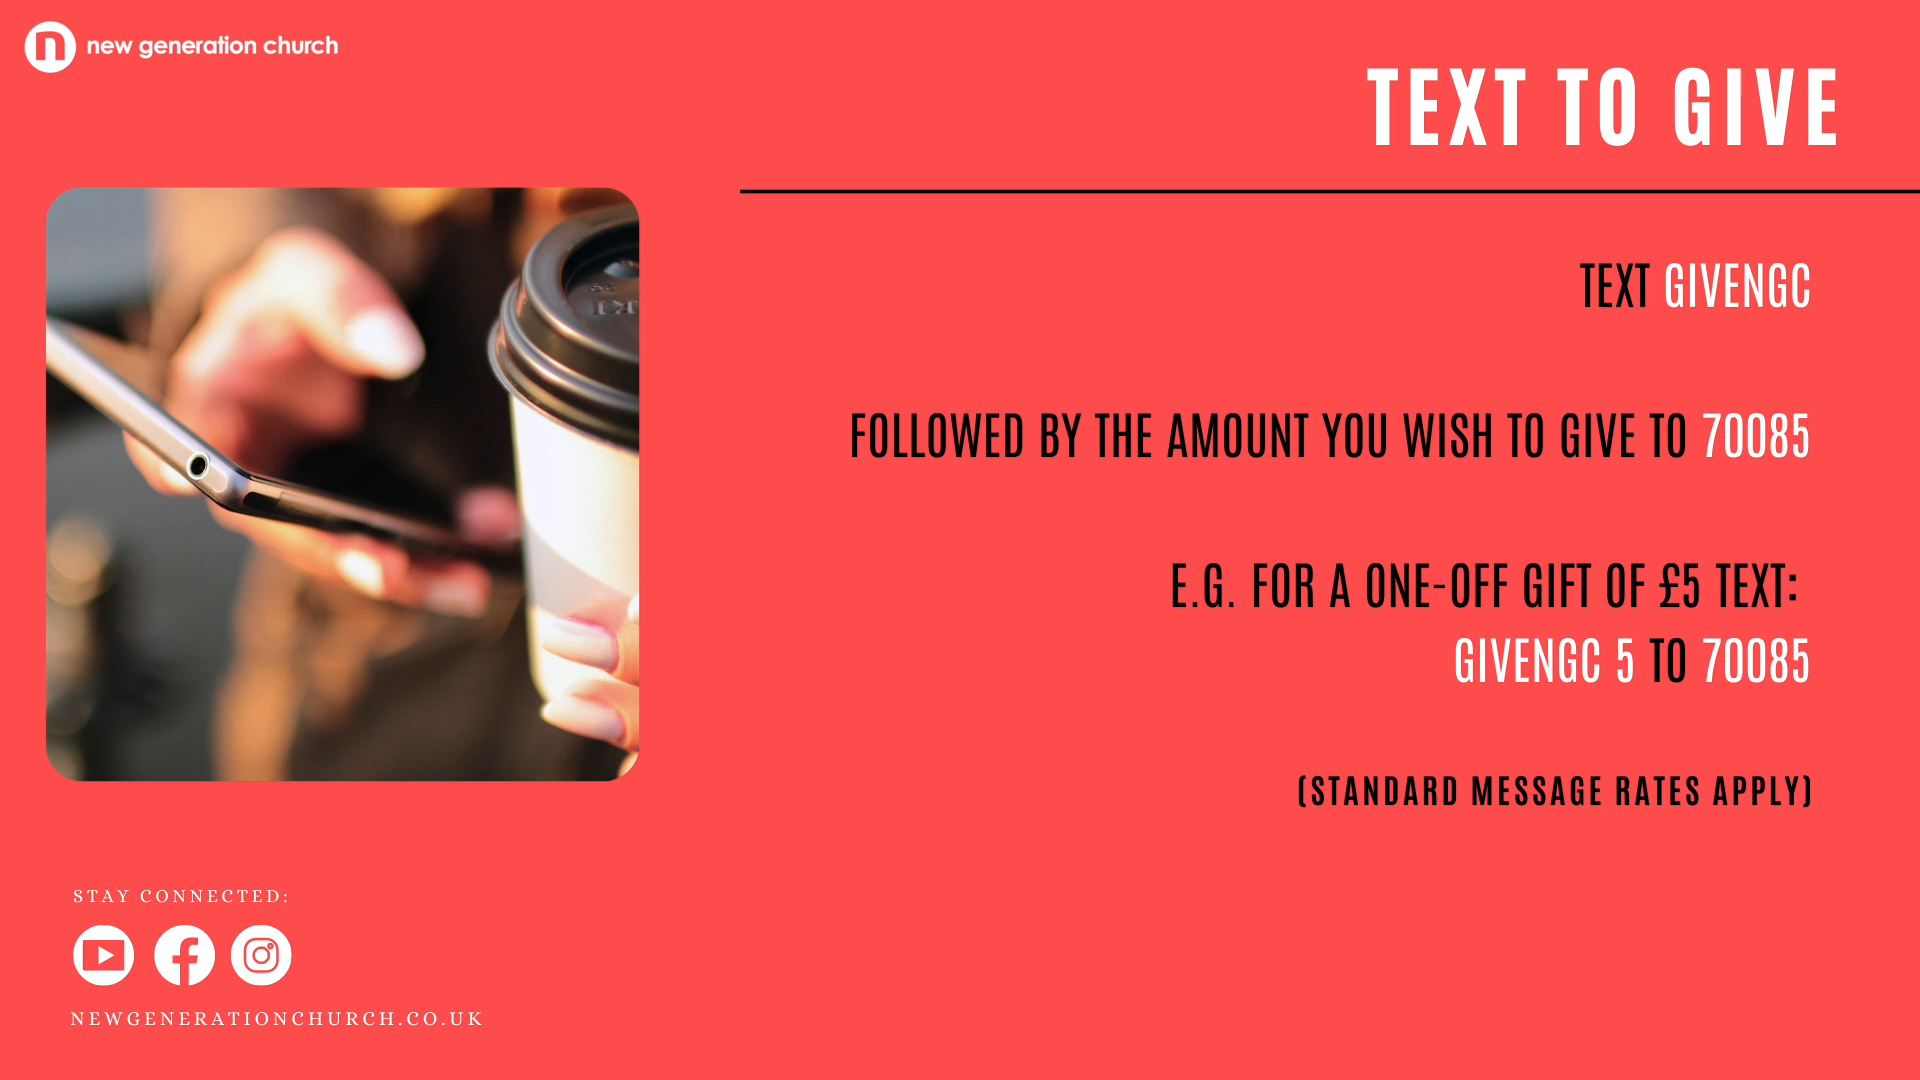 n new generation church
TEXT TO GIVE
TEXT GIVENGC
FOLLOWED BY THE AMOUNT YOU WISH TO GIVE TO 70085
E.G. FOR A ONE-OFF GIFT OF £5 TEXT:
GIVENGC 5 TO 70085
(STANDARD MESSAGE RATES APPLY)
STAY CONNECTED:
NEWGENERATIONCHURCH.CO.UK